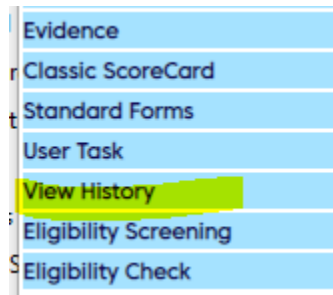 Evidence
r Classic ScoreCard
t Standard Forms
User Task
View History
Eligibility Screening
S Eligibility Check